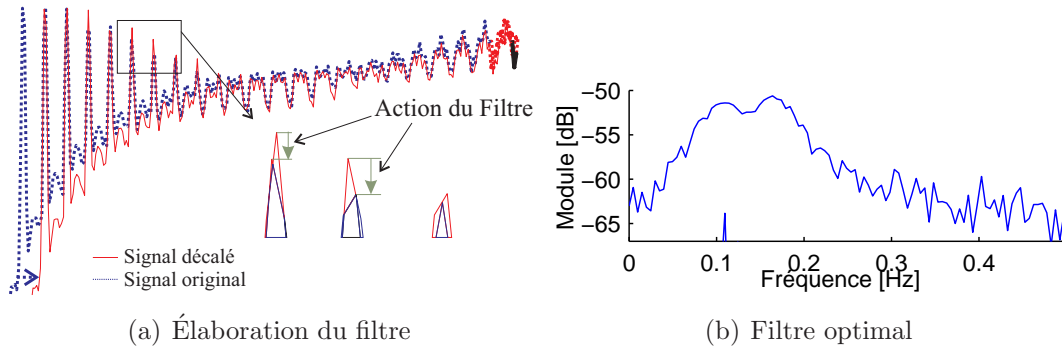 Action du Filtre
Signal décalé
Signal original
(a) Élaboration du filtre
−50
−55
−60
−65
Module [dB]
0
0.1
0.2
0.3
0.4
Fréquence [Hz]
(b) Filtre optimal